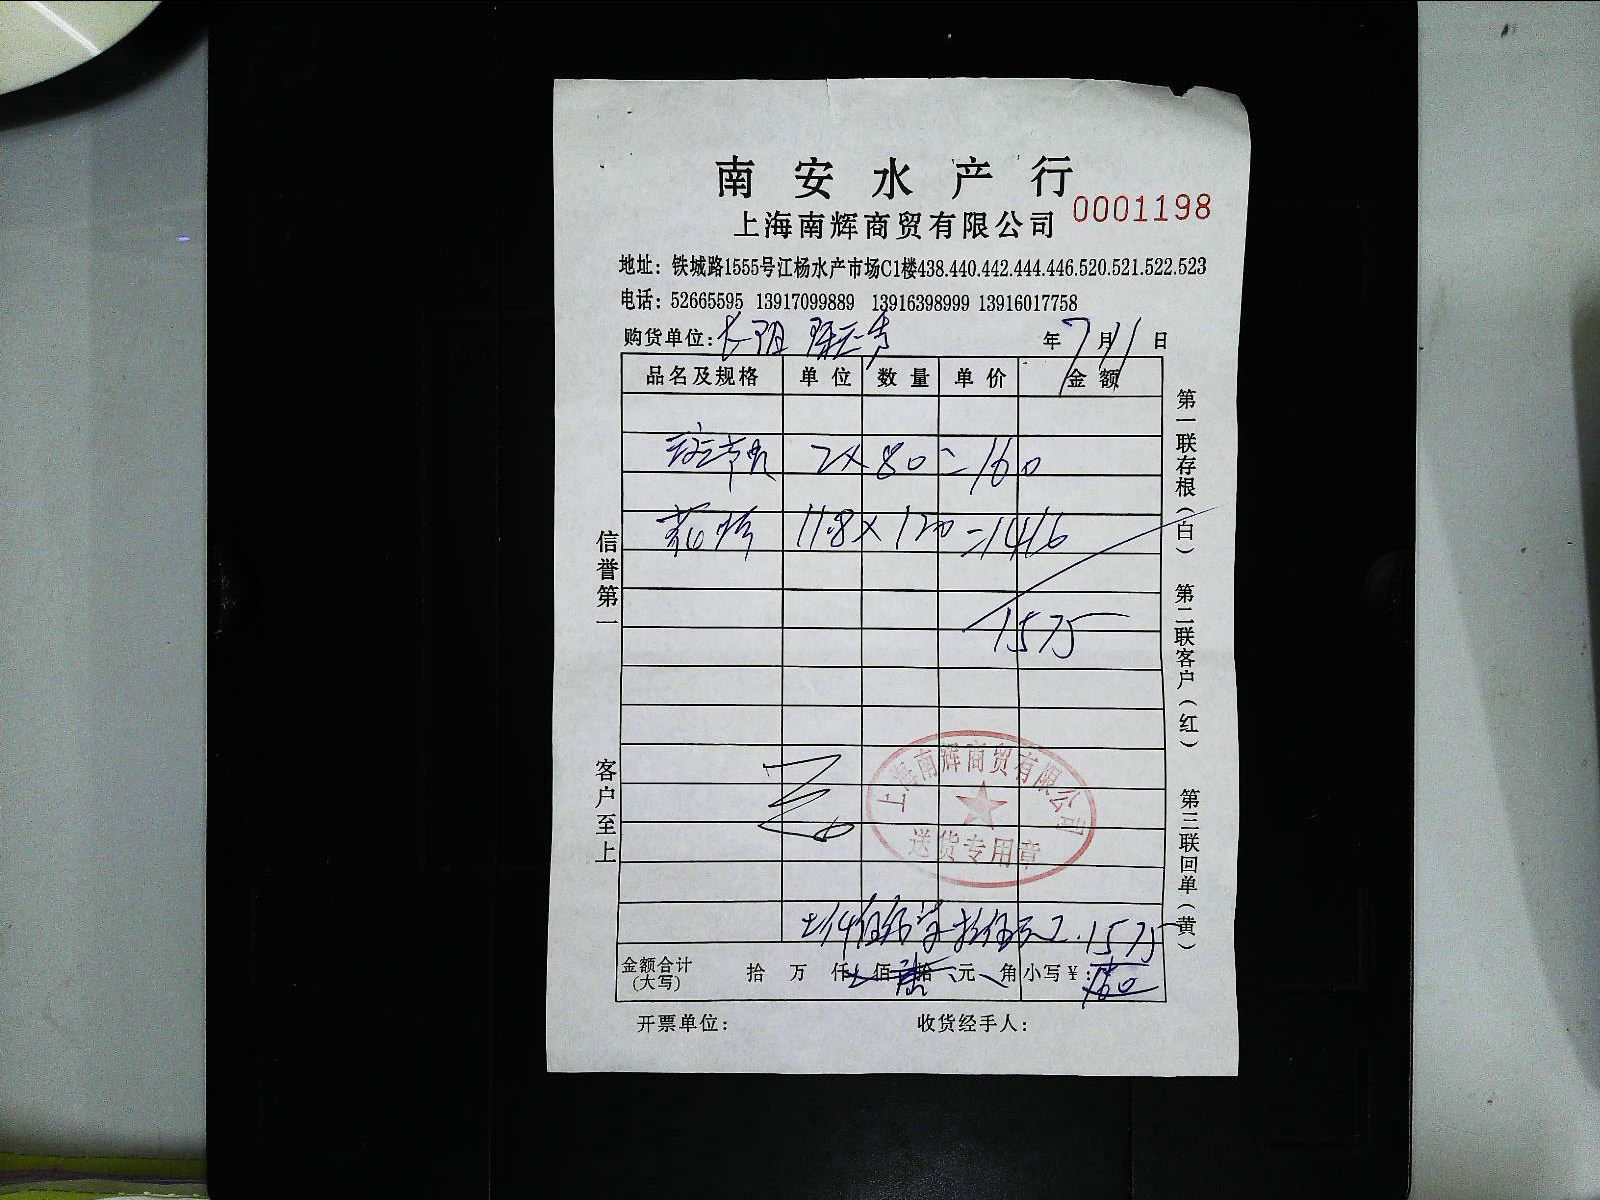 南安水产行
上海南辉商贸有限公司 0001198
地址：铁城路1555号江杨水产市场C1楼438.440.442.444.446.520.521.522.523
电话：52665595 13917099889 13916398999 13916017758
购货单位： 年7月11日
品名及规格 单位 数量 单价 金额
2×80=160
11.8×120=1416
1575
信誉第一
客户至上
第一联存根（白） 第二联客户（红） 第三联回单（黄）
上海南辉商贸有限公司
送货专用章
1575
金额合计（大写） 拾 万 仟 佰 拾 元 角 小写¥：
开票单位： 收货经手人：